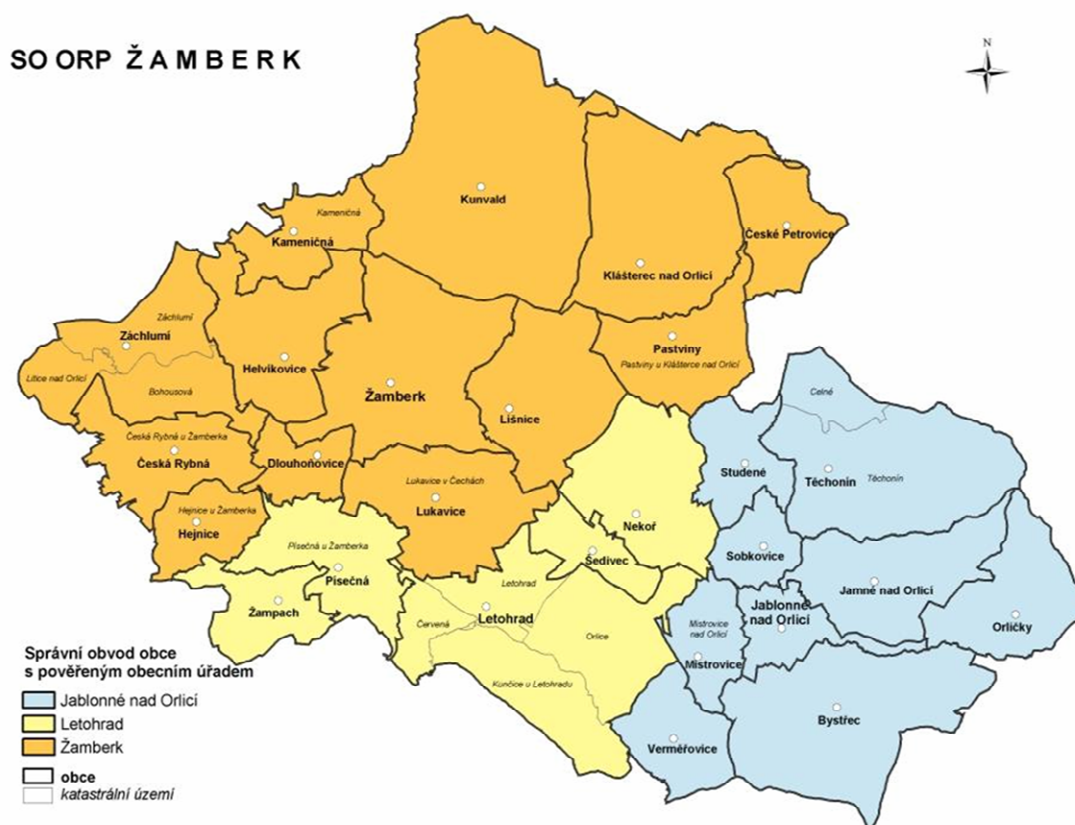 SO ORP ŽAMBERK
N
Kunvald
Kameničná
Kameničná
České Petrovice
Klášterec nad Orlicí
Záchlumí
Záchlumí
Pastviny
Pastviny u Klášterce nad Orlicí
Helvíkovice
Litice nad Orlicí
Bohousová
Žamberk
Celné
Lišnice
Česká Rybná u Žamberka
Česká Rybná
Dlouhoňovice
Studené
Těchonín
Těchonín
Lukavice v Čechách
Lukavice
Hejnice u Žamberka
Hejnice
Nekoř
Písečná u Žamberka
Písečná
Šedivec
Sobkovice
Letohrad
Letohrad
Jamné nad Orlicí
Žampach
Jablonné
nad Orlicí
Orličky
Červená
Orlice
Mistrovice
nad Orlicí
Mistrovice
Kunčice u Letohradu
Bystřec
Verměřovice
Správní obvod obce
s pověřeným obecním úřadem
Jablonné nad Orlicí
Letohrad
Žamberk
obce
katastrální území